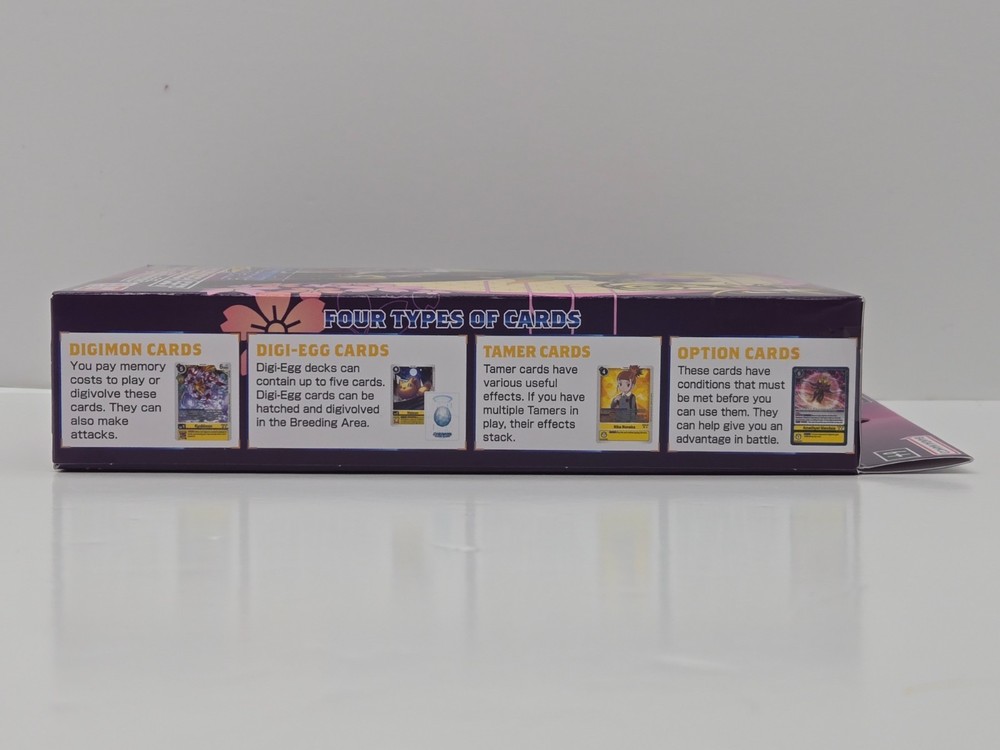 FOUR TYPES OF CARDS
DIGIMON CARDS
You pay memory
costs to play or
digivolve these
cards. They can
also make
attacks.
DIGI-EGG CARDS
Digi-Egg decks can
contain up to five cards.
Digi-Egg cards can be
hatched and digivolved
in the Breeding Area.
TAMER CARDS
Tamer cards have
various useful
effects. If you have
multiple Tamers in
play, their effects
stack.
OPTION CARDS
These cards have
conditions that must
be met before you
can use them. They
can help give you an
advantage in battle.